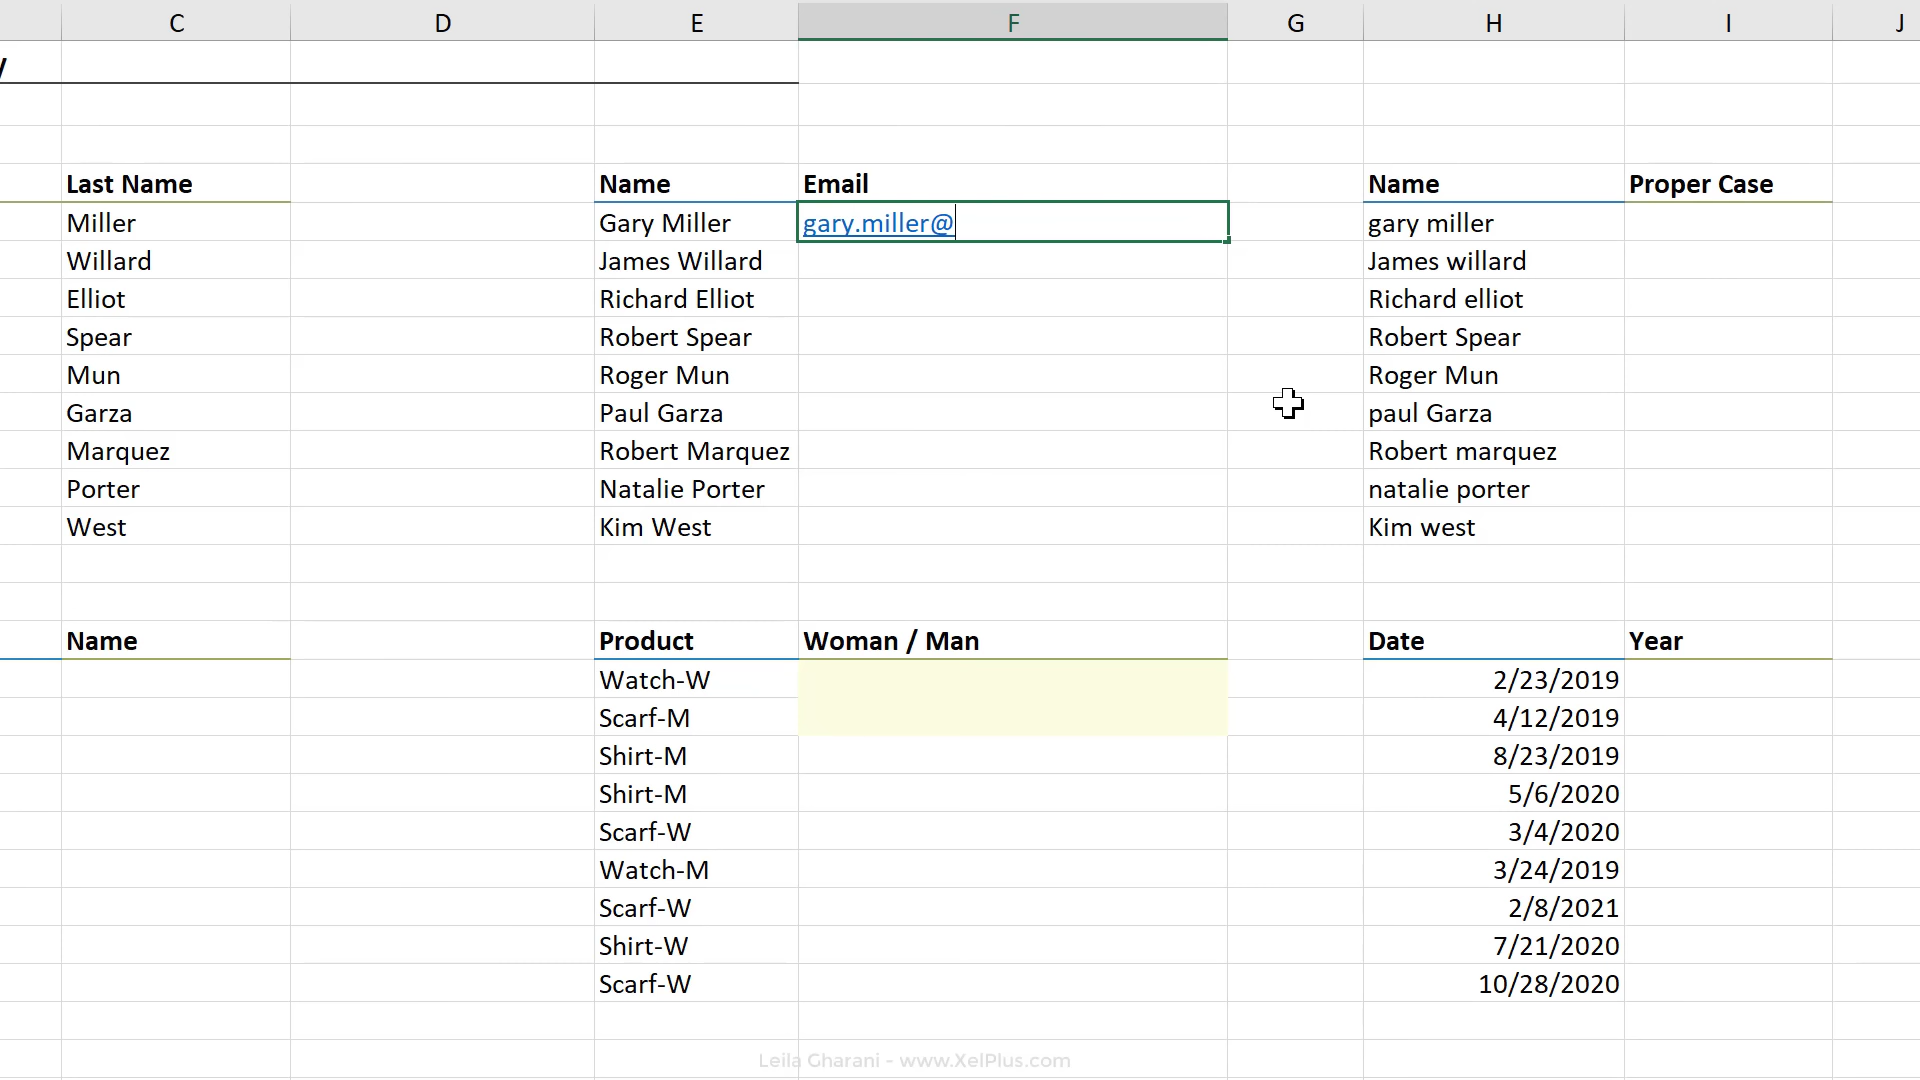 C D E F G H I J
Last Name Name Email Name Proper Case
Miller Gary Miller gary.miller@ gary miller
Willard James Willard James willard
Elliot Richard Elliot Richard elliot
Spear Robert Spear Robert Spear
Mun Roger Mun Roger Mun
Garza Paul Garza paul Garza
Marquez Robert Marquez Robert marquez
Porter Natalie Porter natalie porter
West Kim West Kim west
Name Product Woman / Man Date Year
Watch-W 2/23/2019
Scarf-M 4/12/2019
Shirt-M 8/23/2019
Shirt-M 5/6/2020
Scarf-W 3/4/2020
Watch-M 3/24/2019
Scarf-W 2/8/2021
Shirt-W 7/21/2020
Scarf-W 10/28/2020
Leila Gharani - www.XelPlus.com